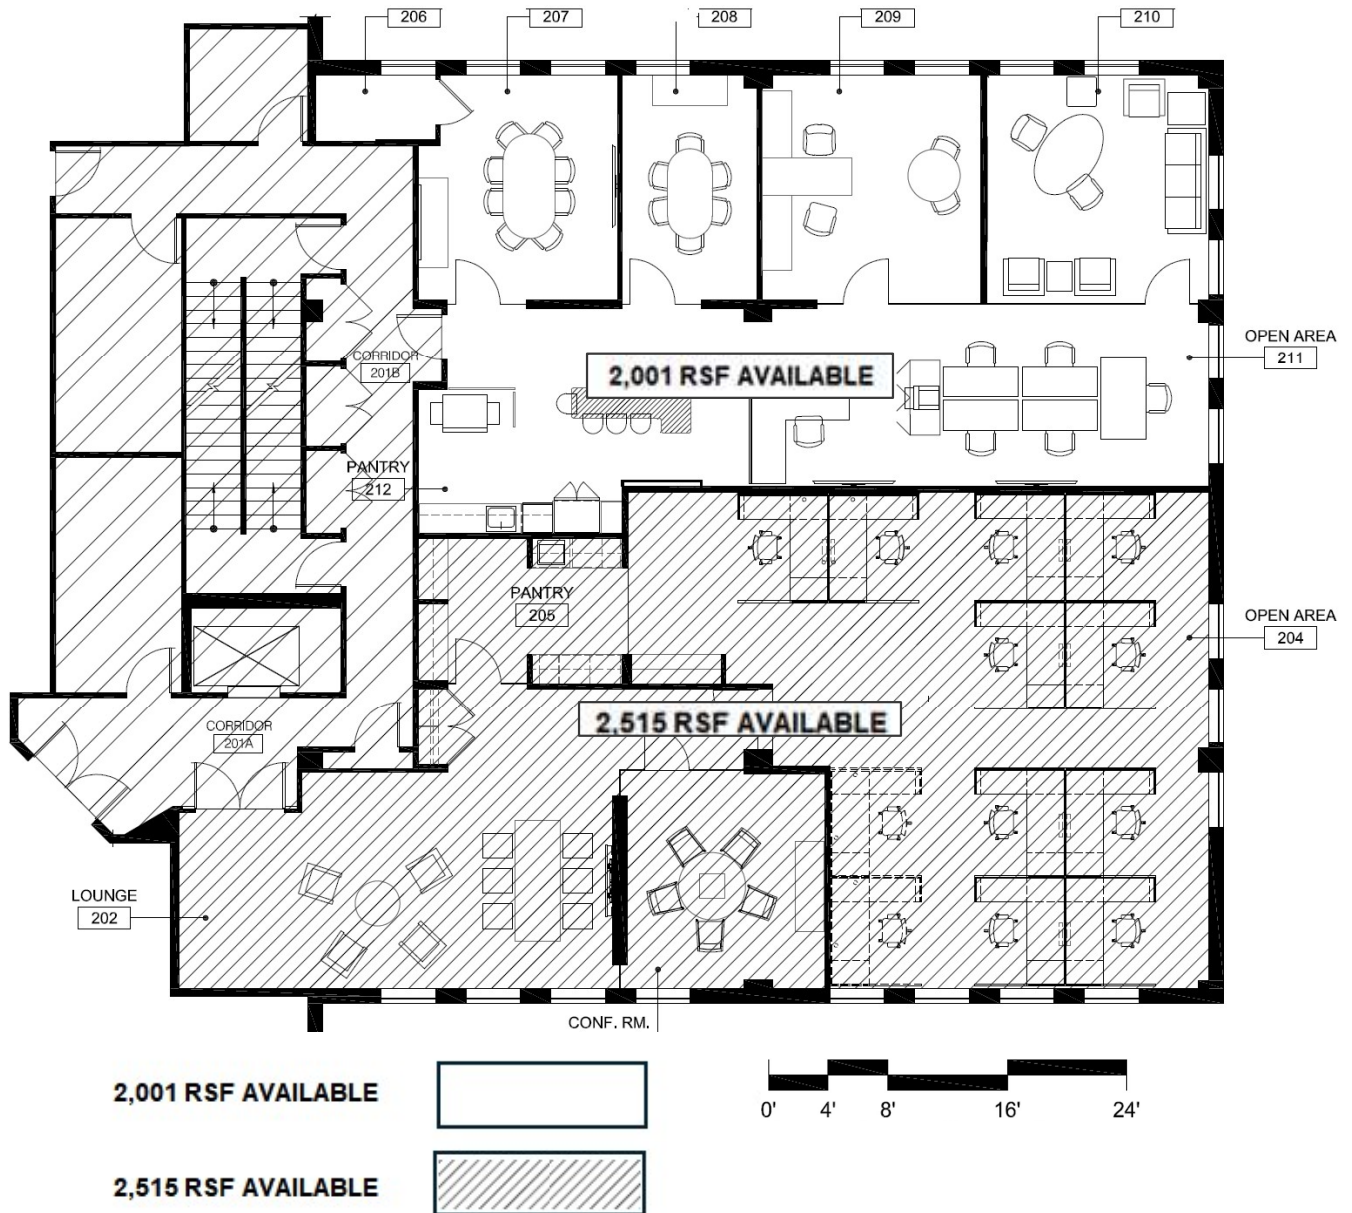 206
207
208
209
210
OPEN AREA
211
2,001 RSF AVAILABLE
CORRIDOR
201B
PANTRY
212
PANTRY
205
OPEN AREA
204
2,515 RSF AVAILABLE
CORRIDOR
201A
LOUNGE
202
CONF. RM.
2,001 RSF AVAILABLE
0' 4' 8' 16' 24'
2,515 RSF AVAILABLE